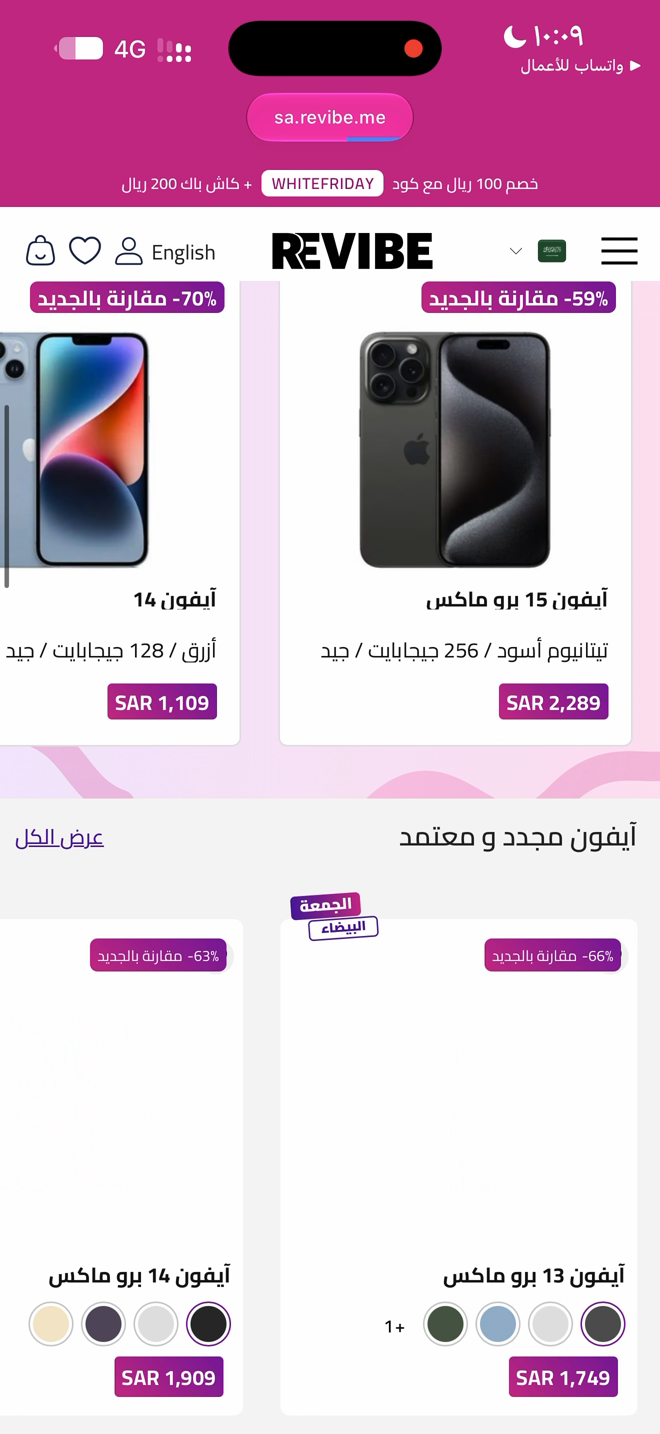 ١٠:٠٩
4G
واتساب للأعمال
sa.revibe.me
خصم 100 ريال مع كود WHITEFRIDAY + كاش باك 200 ريال
REVIBE
English
-59% مقارنة بالجديد
آيفون 15 برو ماكس
تيتانيوم أسود / 256 جيجابايت / جيد
SAR 2,289
-70% مقارنة بالجديد
آيفون 14
أزرق / 128 جيجابايت / جيد
SAR 1,109
آيفون مجدد و معتمد
عرض الكل
الجمعة
البيضاء
-66% مقارنة بالجديد
آيفون 13 برو ماكس
1+
SAR 1,749
-63% مقارنة بالجديد
آيفون 14 برو ماكس
SAR 1,909